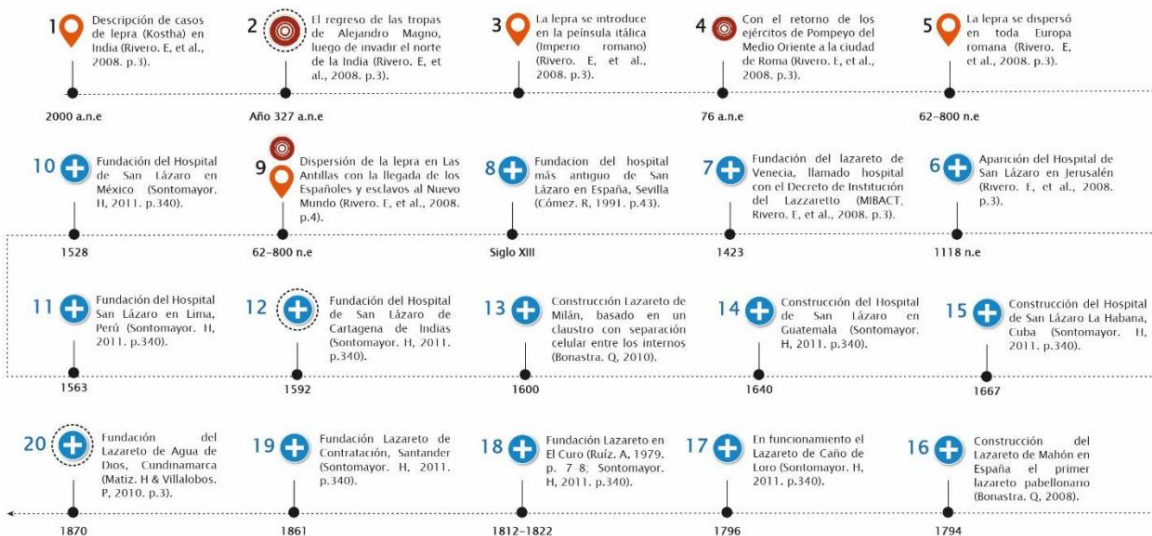 1
Descripción de casos
de lepra (Kostha) en
India (Rivero. E, et al.,
2008. p.3).
2000 a.n.e
2
El regreso de las tropas
de Alejandro Magno,
luego de invadir el norte
de la India (Rivero. E, et
al., 2008. p.3).
Año 327 a.n.e
3
La lepra se introduce
en la península itálica
(Imperio romano)
(Rivero. E, et al.,
2008. p.3).
4
Con el retorno de los
ejércitos de Pompeyo del
Medio Oriente a la ciudad
de Roma (Rivero. E, et al.,
2008. p.3).
76 a.n.e
5
La lepra se dispersó
en toda Europa
romana (Rivero. E,
et al., 2008. p.3).
62-800 n.e
10
Fundación del Hospital
de San Lázaro en
México (Sontomayor.
H, 2011. p.340).
1528
9
Dispersión de la lepra en Las
Antillas con la llegada de los
Españoles y esclavos al Nuevo
Mundo (Rivero. E, et al., 2008.
p.4).
62-800 n.e
8
Fundacion del hospital
más antiguo de San
Lázaro en España, Sevilla
(Cómez. R, 1991. p.43).
Siglo XIII
7
Fundación del lazareto de
Venecia, llamado hospital
con el Decreto de Institución
del Lazzaretto (MIBACT,
Rivero. E, et al., 2008. p.3).
1423
6
Aparición del Hospital de
San Lázaro en Jerusalén
(Rivero. E, et al., 2008.
p.3).
1118 n.e
11
Fundación del Hospital
San Lázaro en Lima,
Perú (Sontomayor. H,
2011. p.340).
1563
12
Fundación del Hospital
de San Lázaro de
Cartagena de Indias
(Sontomayor. H, 2011.
p.340).
1592
13
Construcción Lazareto de
Milán, basado en un
claustro con separación
celular entre los internos
(Bonastra. Q, 2010).
1600
14
Construcción del Hospital
de San Lázaro en
Guatemala (Sontomayor.
H, 2011. p.340).
1640
15
Construcción del Hospital
de San Lázaro La Habana,
Cuba (Sontomayor. H,
2011. p.340).
1667
20
Fundación del
Lazareto de Agua de
Dios, Cundinamarca
(Matiz. H & Villalobos.
P, 2010. p.3).
1870
19
Fundación Lazareto de
Contratación, Santander
(Sontomayor. H, 2011.
p.340).
1861
18
Fundación Lazareto en
El Curo (Ruíz. A, 1979.
p. 7-8; Sontomayor.
H, 2011. p.340).
1812-1822
17
En funcionamiento el
Lazareto de Caño de
Loro (Sontomayor. H,
2011. p.340).
1796
16
Construcción del
Lazareto de Mahón en
España el primer
lazareto pabellonario
(Bonastra. Q, 2008).
1794